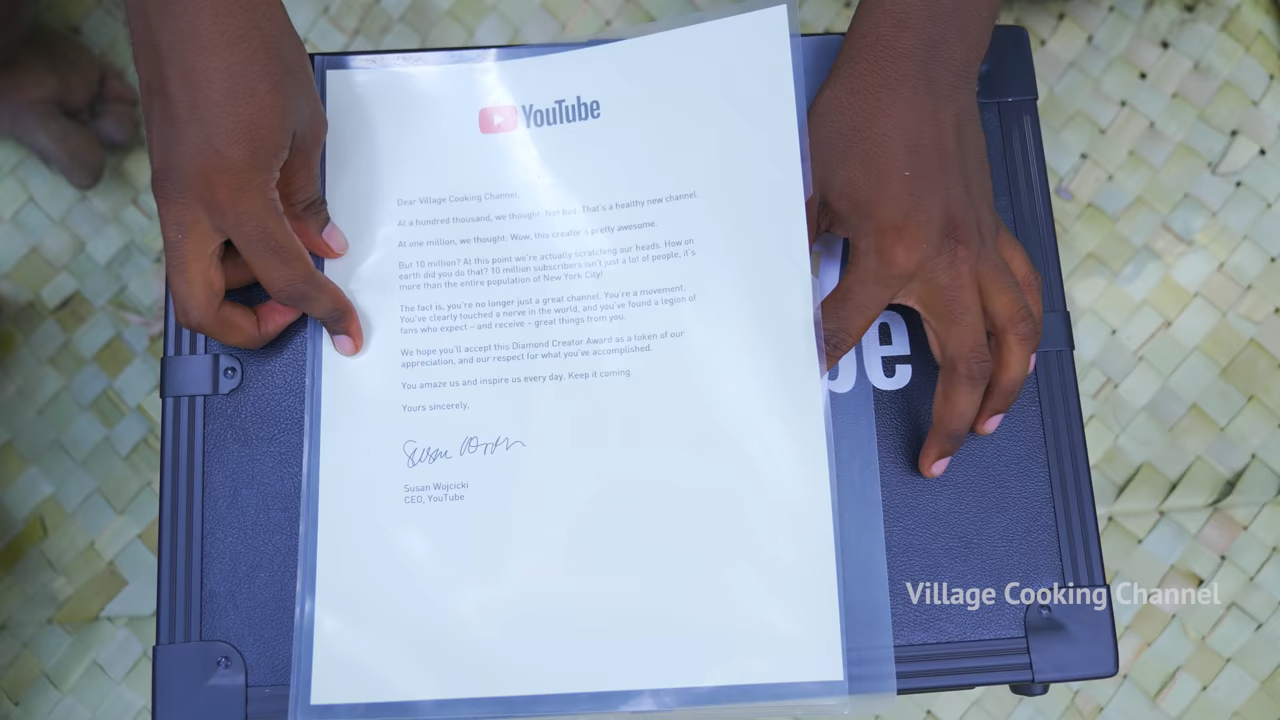 YouTube
Dear Village Cooking Channel,
At a hundred thousand, we thought: Not bad. That's a healthy new channel.
At one million, we thought: Wow, this creator's pretty awesome.
But 10 million? At this point we're actually scratching our heads. How on
earth did you do that? 10 million subscribers isn't just a lot of people, it's
more than the entire population of New York City!
The fact is, you're no longer just a great channel. You're a movement.
You've clearly touched a nerve in the world, and you've found a legion of
fans who expect – and receive – great things from you.
We hope you'll accept this Diamond Creator Award as a token of our
appreciation, and our respect for what you've accomplished.
You amaze us and inspire us every day. Keep it coming.
Yours sincerely,
Susan Wojcicki
CEO, YouTube
be
Village Cooking Channel